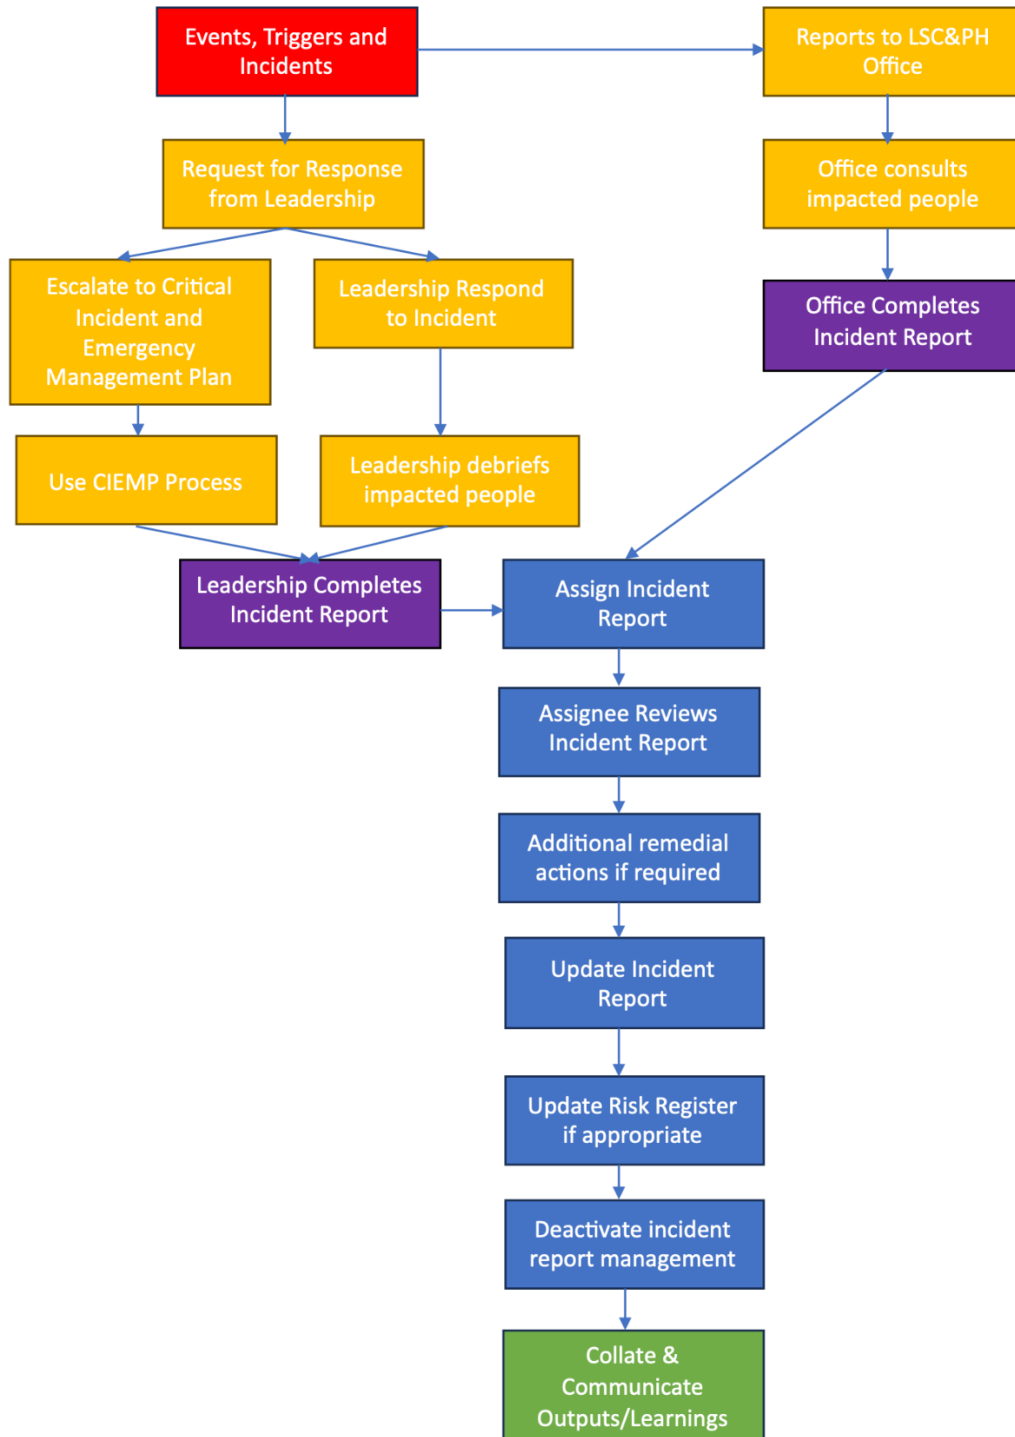 Events, Triggers and
Incidents
Reports to LSC&PH
Office
Request for Response
from Leadership
Office consults
impacted people
Escalate to Critical
Incident and
Emergency
Management Plan
Leadership Respond
to Incident
Office Completes
Incident Report
Use CIEMP Process
Leadership debriefs
impacted people
Leadership Completes
Incident Report
Assign Incident
Report
Assignee Reviews
Incident Report
Additional remedial
actions if required
Update Incident
Report
Update Risk Register
if appropriate
Deactivate incident
report management
Collate &
Communicate
Outputs/Learnings